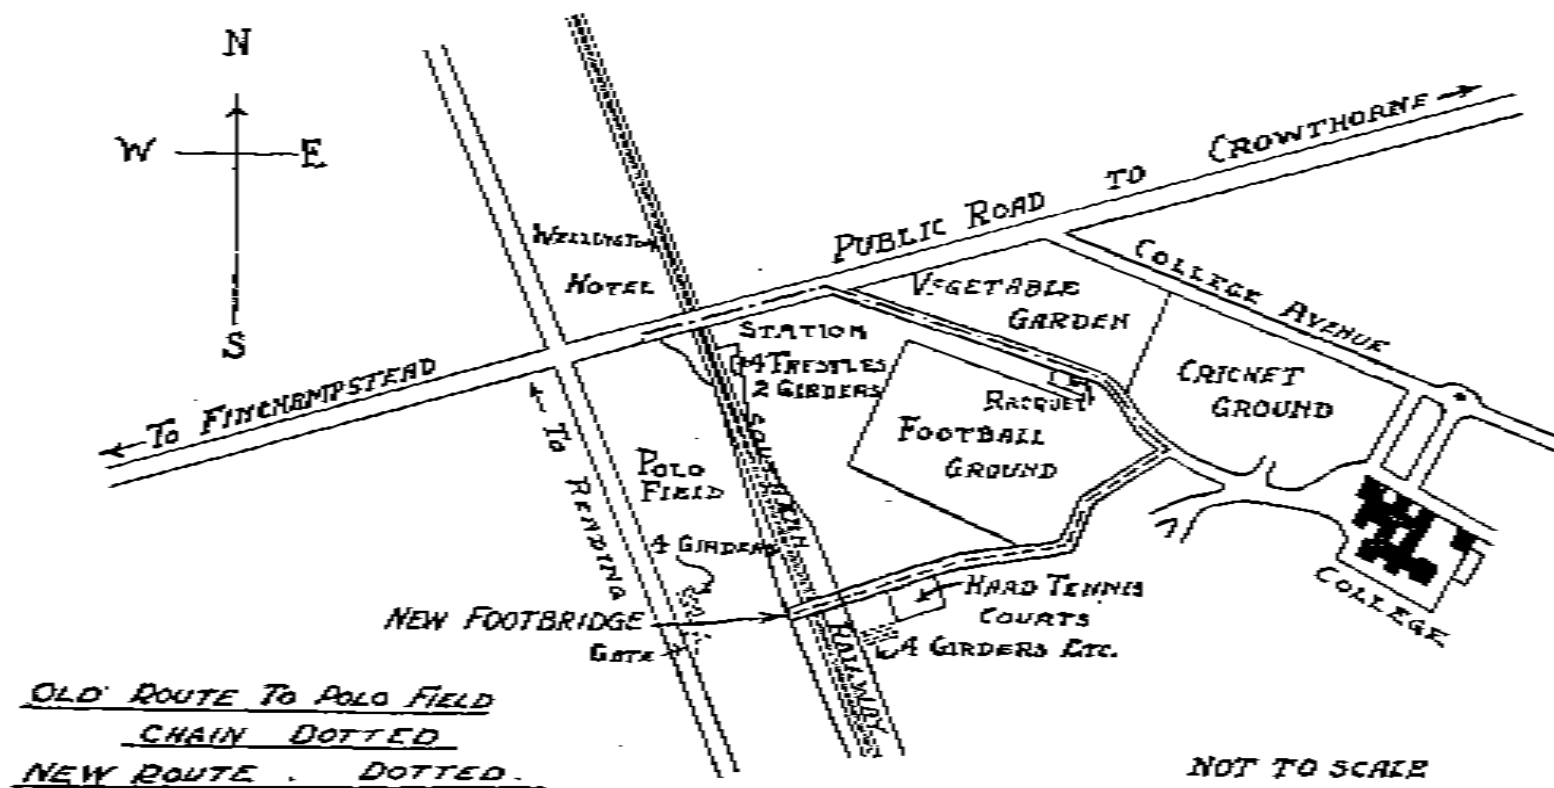 N
W E
S
CROWTHORNE
TO
PUBLIC ROAD
COLLEGE AVENUE
WELLINGTON
HOTEL
VEGETABLE
GARDEN
STATION
4 TRESTLES
2 GIRDERS
CRICKET
GROUND
RACQUET
TO FINCHAMPSTEAD
FOOTBALL
GROUND
POLO
FIELD
TO READING
SOUTHERN
RAILWAY
4 GIRDERS
HARD TENNIS
COURTS
COLLEGE
NEW FOOTBRIDGE
GATE
4 GIRDERS ETC.
OLD ROUTE TO POLO FIELD
CHAIN DOTTED
NEW ROUTE . DOTTED.
NOT TO SCALE